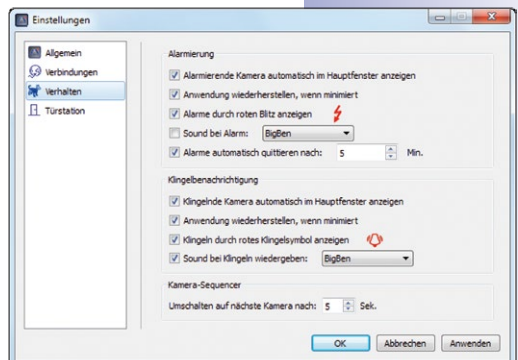 Einstellungen
Allgemein
Verbindungen
Verhalten
Türstation
Alarmierung
Alarmierende Kamera automatisch im Hauptfenster anzeigen
Anwendung wiederherstellen, wenn minimiert
Alarme durch roten Blitz anzeigen
Sound bei Alarm: BigBen
Alarme automatisch quittieren nach: 5 Min.
Klingelbenachrichtigung
Klingelnde Kamera automatisch im Hauptfenster anzeigen
Anwendung wiederherstellen, wenn minimiert
Klingeln durch rotes Klingelsymbol anzeigen
Sound bei Klingeln wiedergeben: BigBen
Kamera-Sequencer
Umschalten auf nächste Kamera nach: 5 Sek.
OK Abbrechen Anwenden